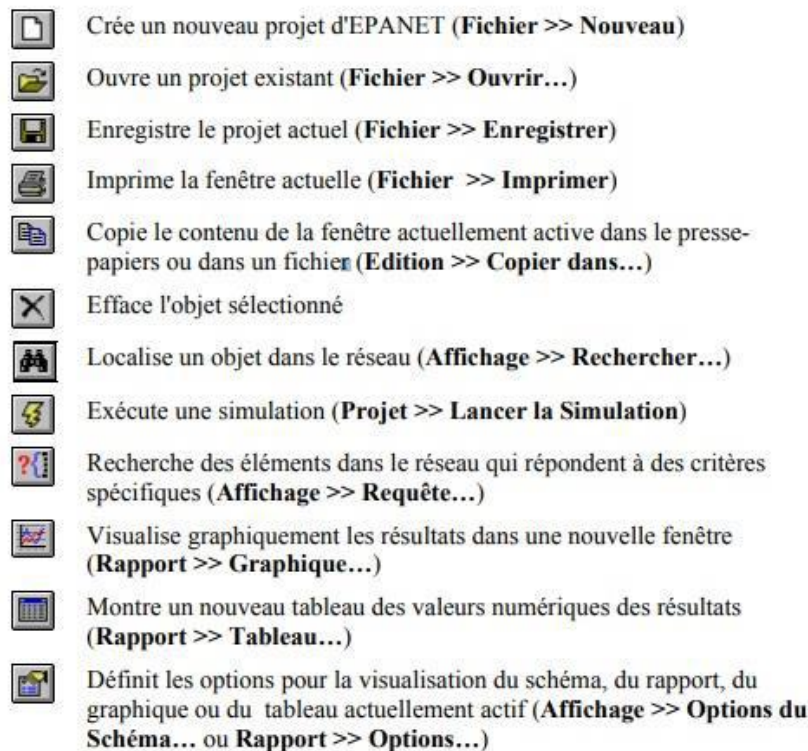 Crée un nouveau projet d'EPANET (Fichier >> Nouveau)
Ouvre un projet existant (Fichier >> Ouvrir…)
Enregistre le projet actuel (Fichier >> Enregistrer)
Imprime la fenêtre actuelle (Fichier >> Imprimer)
Copie le contenu de la fenêtre actuellement active dans le presse-
papiers ou dans un fichier (Edition >> Copier dans…)
Efface l'objet sélectionné
Localise un objet dans le réseau (Affichage >> Rechercher…)
Exécute une simulation (Projet >> Lancer la Simulation)
Recherche des éléments dans le réseau qui répondent à des critères
spécifiques (Affichage >> Requête…)
Visualise graphiquement les résultats dans une nouvelle fenêtre
(Rapport >> Graphique…)
Montre un nouveau tableau des valeurs numériques des résultats
(Rapport >> Tableau…)
Définit les options pour la visualisation du schéma, du rapport, du
graphique ou du tableau actuellement actif (Affichage >> Options du
Schéma… ou Rapport >> Options…)